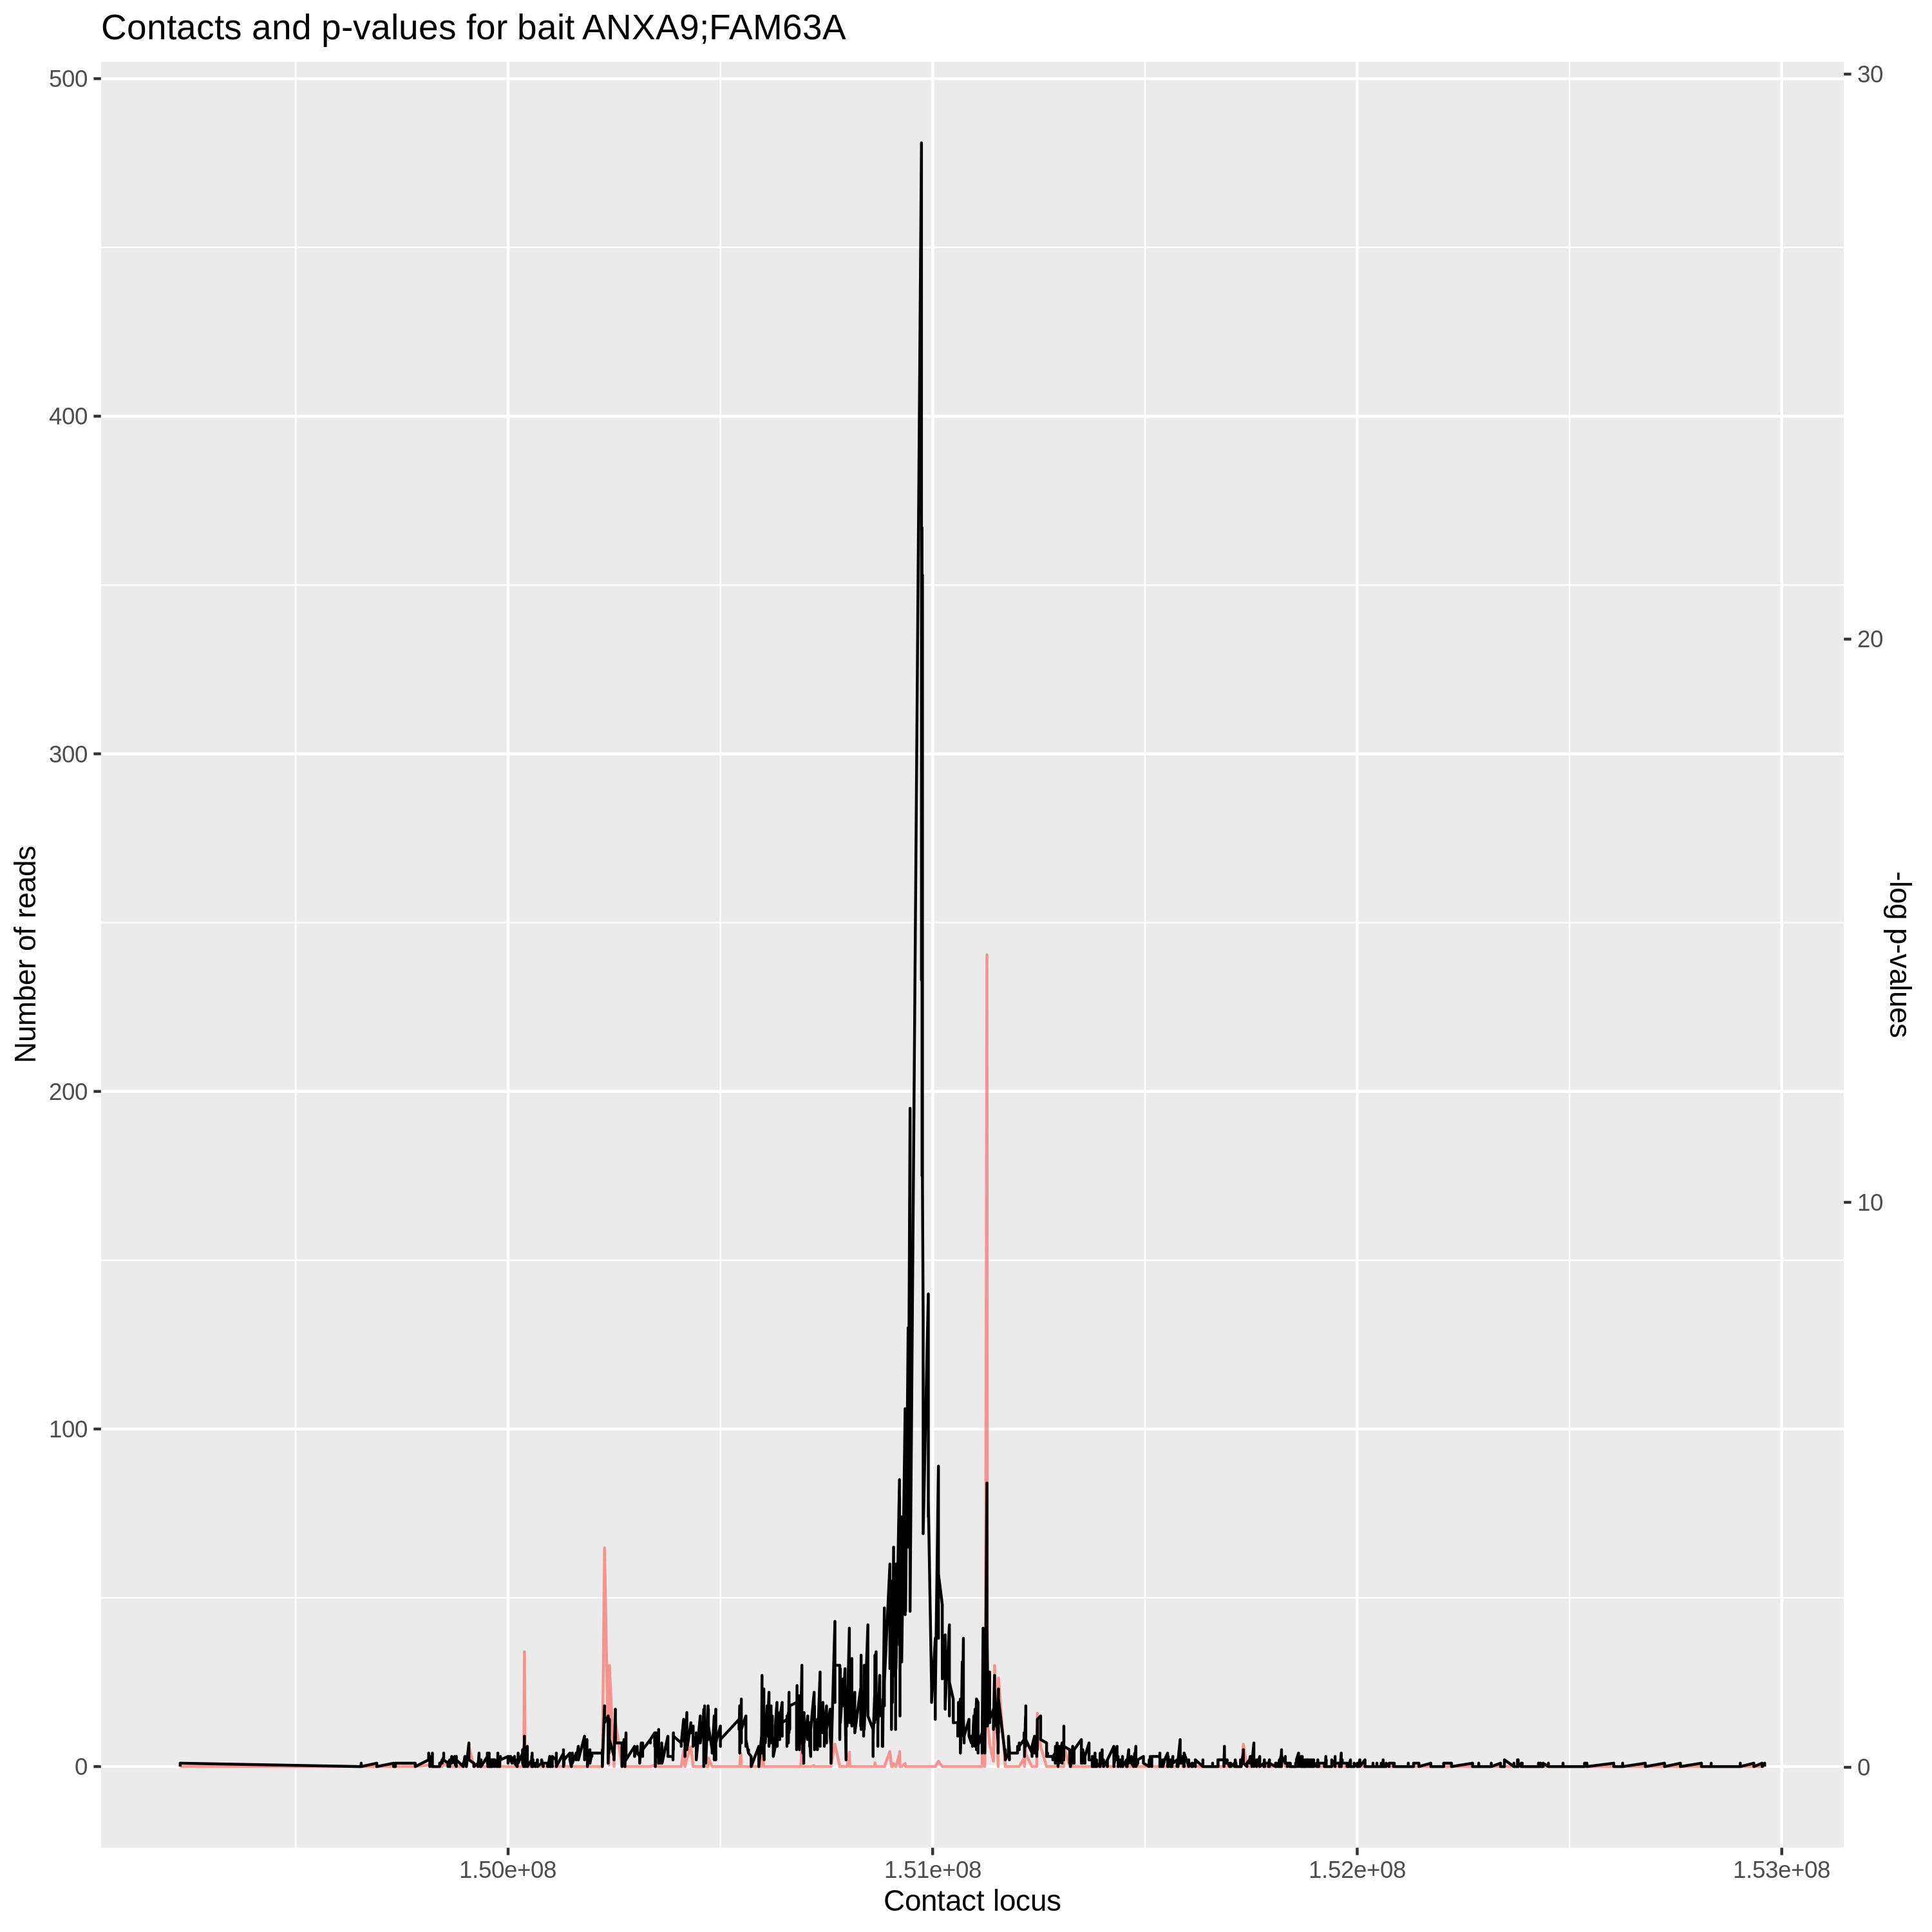 Contacts and p-values for bait ANXA9;FAM63A
500
400
300
200
100
0
Number of reads
30
20
10
0
-log p-values
1.50e+08
1.51e+08
1.52e+08
1.53e+08
Contact locus